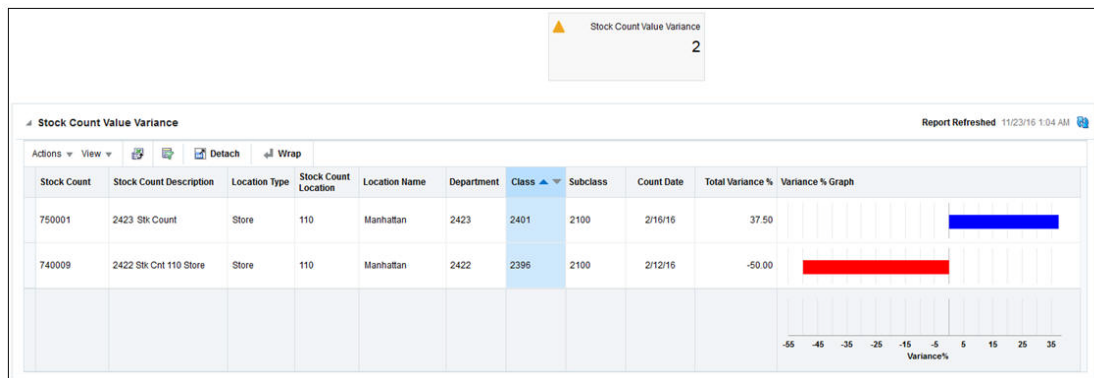 Stock Count Value Variance
2
Stock Count Value Variance
Report Refreshed 11/23/16 1:04 AM
Actions View Detach Wrap
Stock Count Stock Count Description Location Type Stock Count Location Location Name Department Class Subclass Count Date Total Variance % Variance % Graph
750001 2423 Stk Count Store 110 Manhattan 2423 2401 2100 2/16/16 37.50
740009 2422 Stk Cnt 110 Store Store 110 Manhattan 2422 2396 2100 2/12/16 -50.00
-55 -45 -35 -25 -15 -5 5 15 25 35
Variance%